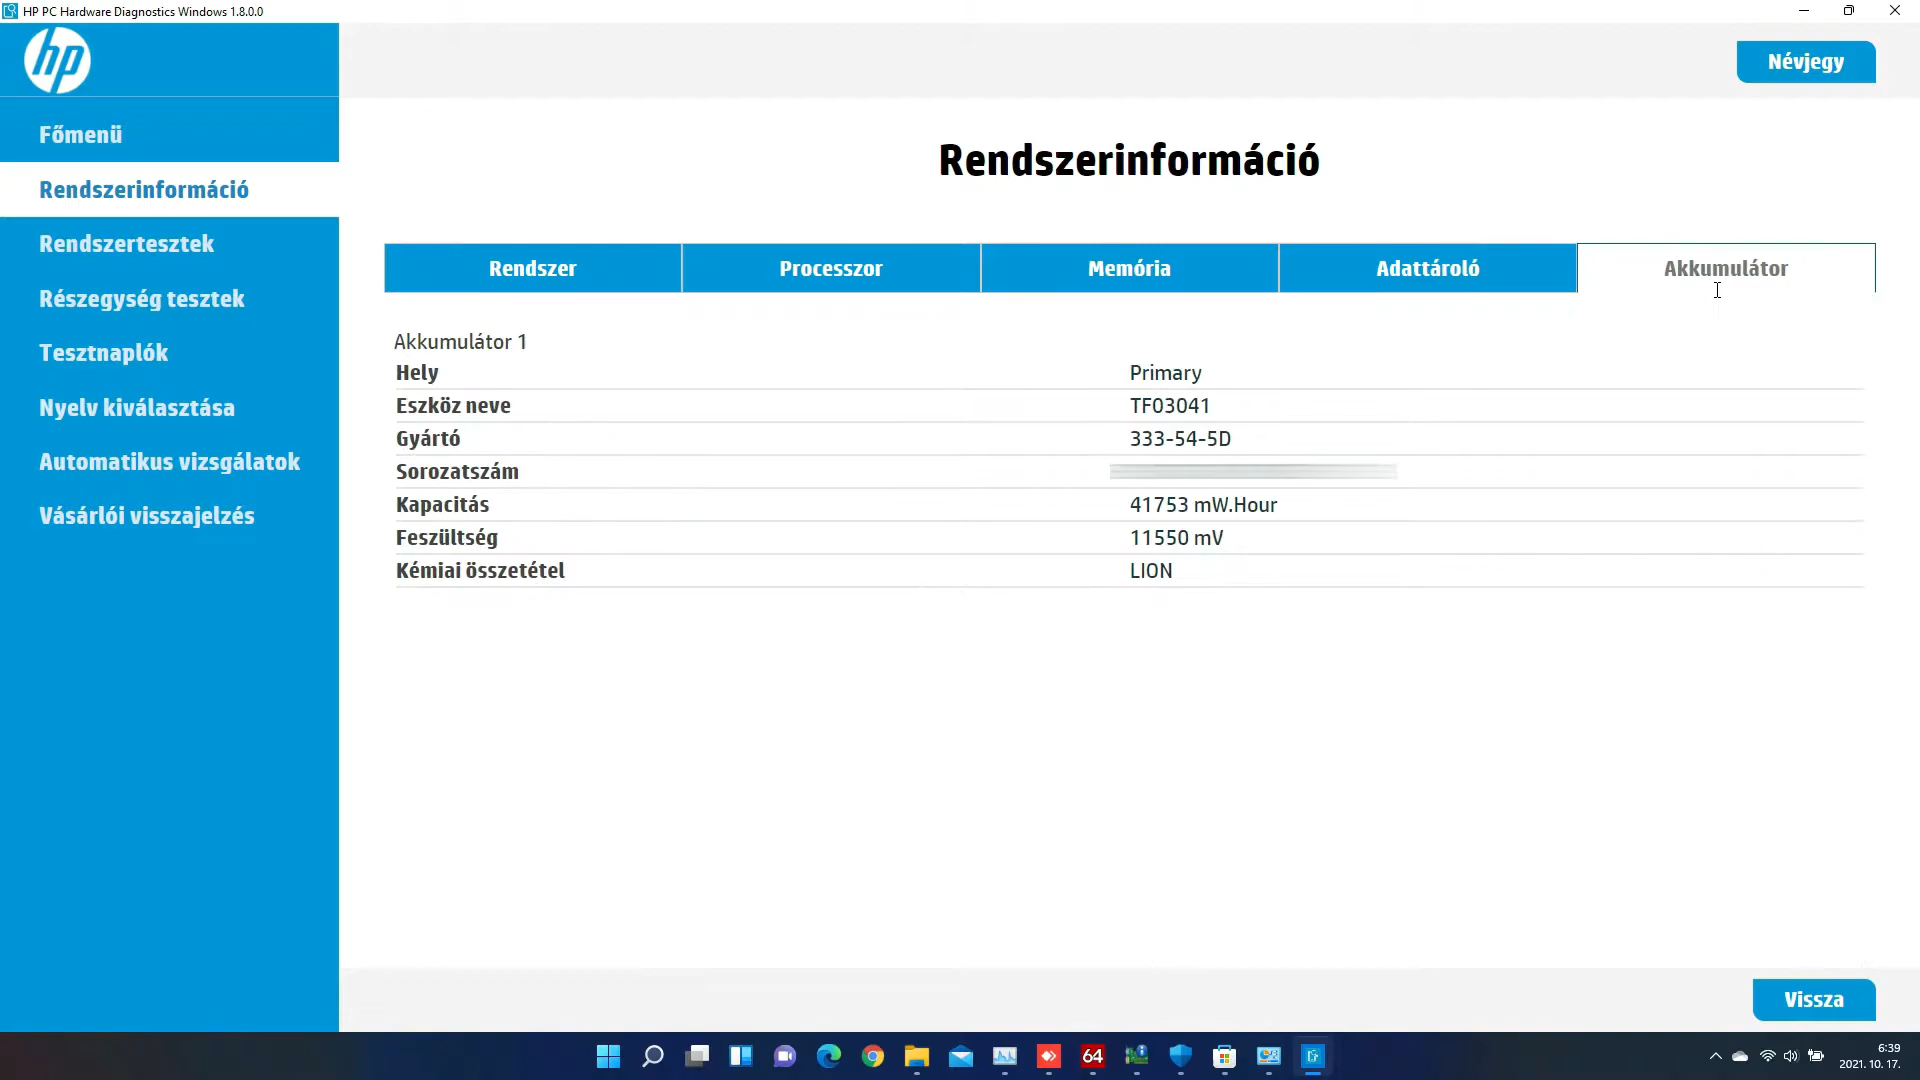 HP PC Hardware Diagnostics Windows 1.8.0.0
hp
Névjegy
Főmenü
Rendszerinformáció
Rendszertesztek
Részegység tesztek
Tesztnaplók
Nyelv kiválasztása
Automatikus vizsgálatok
Vásárlói visszajelzés
Rendszerinformáció
Rendszer Processzor Memória Adattároló Akkumulátor
Akkumulátor 1
Hely Primary
Eszköz neve TF03041
Gyártó 333-54-5D
Sorozatszám
Kapacitás 41753 mW.Hour
Feszültség 11550 mV
Kémiai összetétel LION
Vissza
64
6:39
2021. 10. 17.